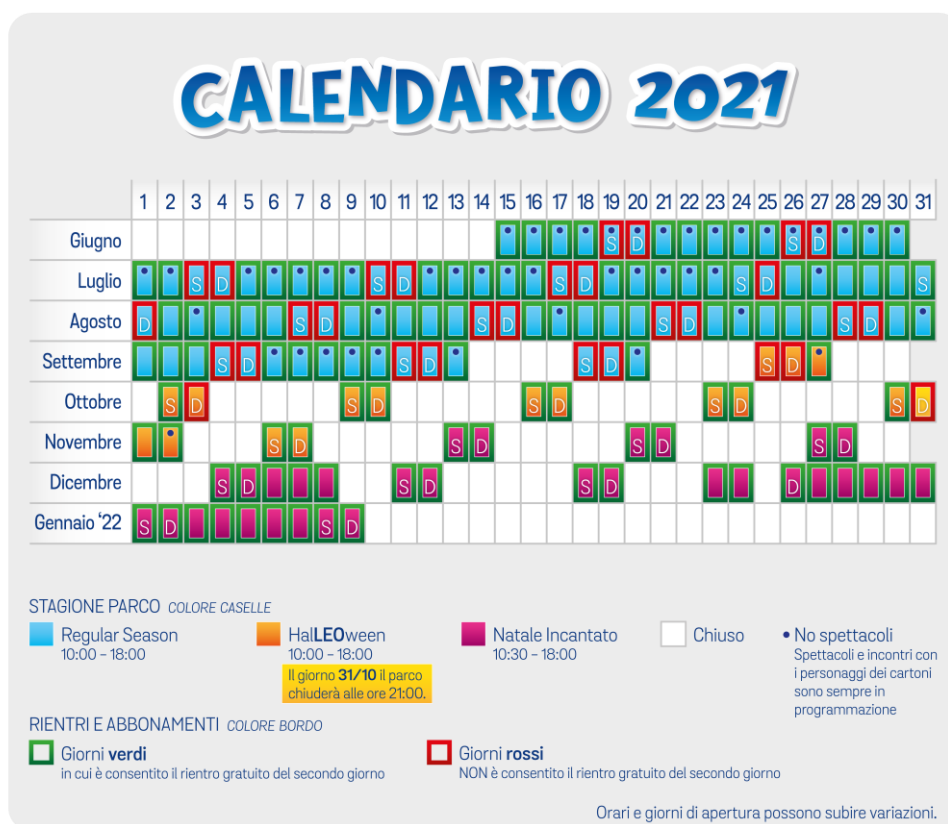 CALENDARIO 2021
1 2 3 4 5 6 7 8 9 10 11 12 13 14 15 16 17 18 19 20 21 22 23 24 25 26 27 28 29 30 31
Giugno S D S D
Luglio S D S D S D S D S
Agosto D S D S D S D S D
Settembre S D S D S D S D
Ottobre S D S D S D S D S D
Novembre S D S D S D S D
Dicembre S D S D S D D
Gennaio '22 S D S D
STAGIONE PARCO COLORE CASELLE
Regular Season
10:00 – 18:00
HalLEOween
10:00 – 18:00
Il giorno 31/10 il parco
chiuderà alle ore 21:00.
Natale Incantato
10:30 – 18:00
Chiuso
• No spettacoli
Spettacoli e incontri con
i personaggi dei cartoni
sono sempre in
programmazione
RIENTRI E ABBONAMENTI COLORE BORDO
Giorni verdi
in cui è consentito il rientro gratuito del secondo giorno
Giorni rossi
NON è consentito il rientro gratuito del secondo giorno
Orari e giorni di apertura possono subire variazioni.